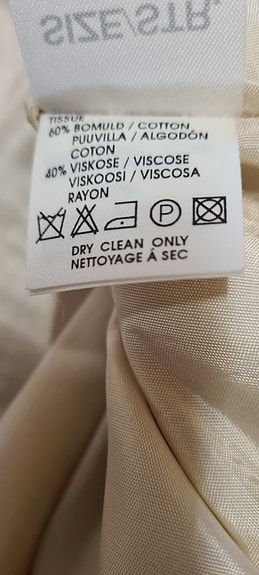 SIZE/STR.
TISSUE
60% BOMULD / COTTON
PUUVILLA / ALGODÓN
COTON
40% VISKOSE / VISCOSE
VISKOOSI / VISCOSA
RAYON
P
DRY CLEAN ONLY
NETTOYAGE Á SEC